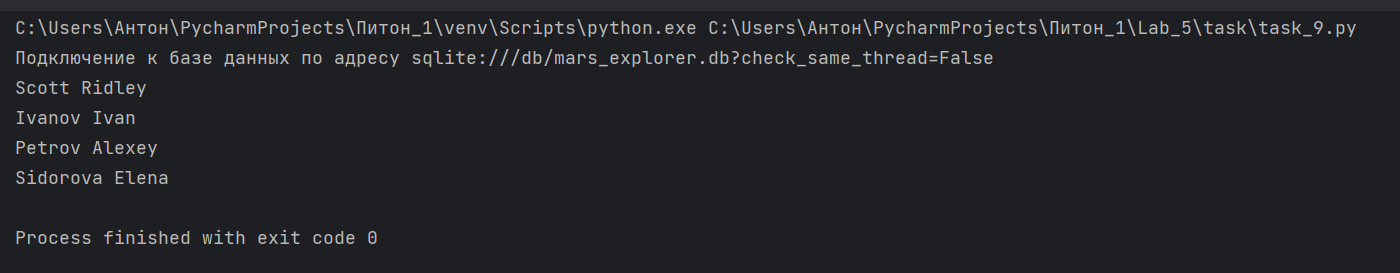 C:\Users\Антон\PycharmProjects\Питон_1\venv\Scripts\python.exe C:\Users\Антон\PycharmProjects\Питон_1\Lab_5\task\task_9.py
Подключение к базе данных по адресу sqlite:///db/mars_explorer.db?check_same_thread=False
Scott Ridley
Ivanov Ivan
Petrov Alexey
Sidorova Elena
Process finished with exit code 0